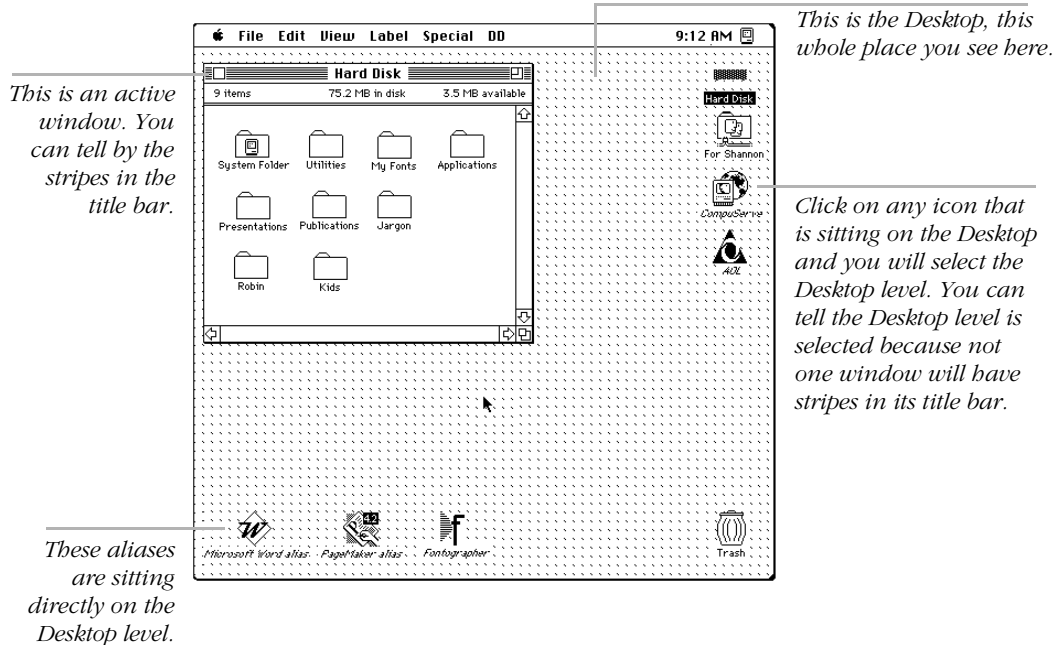 File Edit View Label Special DD 9:12 AM
This is the Desktop, this
whole place you see here.
This is an active
window. You
can tell by the
stripes in the
title bar.
Hard Disk
9 items 75.2 MB in disk 3.5 MB available
System Folder Utilities My Fonts Applications
Presentations Publications Jargon
Robin Kids
Hard Disk
For Shannon
CompuServe
AOL
Click on any icon that
is sitting on the Desktop
and you will select the
Desktop level. You can
tell the Desktop level is
selected because not
one window will have
stripes in its title bar.
These aliases
are sitting
directly on the
Desktop level.
42
Microsoft Word alias PageMaker alias Fontographer
Trash